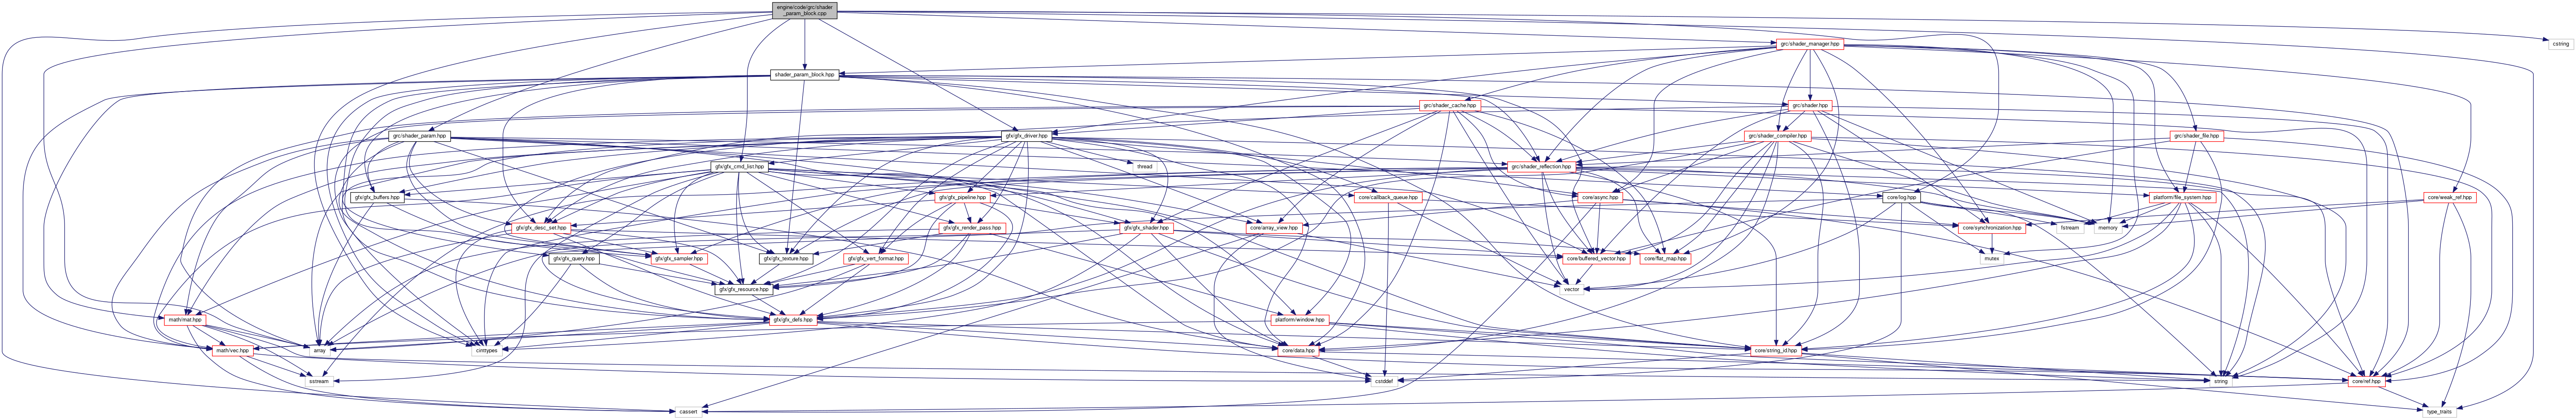 engine/code/grc/shader
_param_block.cpp
grc/shader_manager.hpp
cstring
shader_param_block.hpp
grc/shader_cache.hpp
grc/shader.hpp
grc/shader_param.hpp
gfx/gfx_driver.hpp
grc/shader_compiler.hpp
grc/shader_file.hpp
gfx/gfx_cmd_list.hpp
thread
grc/shader_reflection.hpp
gfx/gfx_buffers.hpp
gfx/gfx_pipeline.hpp
core/callback_queue.hpp
core/async.hpp
core/log.hpp
platform/file_system.hpp
core/weak_ref.hpp
gfx/gfx_desc_set.hpp
gfx/gfx_render_pass.hpp
gfx/gfx_shader.hpp
core/array_view.hpp
core/synchronization.hpp
fstream
memory
gfx/gfx_query.hpp
gfx/gfx_sampler.hpp
gfx/gfx_texture.hpp
gfx/gfx_vert_format.hpp
core/buffered_vector.hpp
core/flat_map.hpp
mutex
gfx/gfx_resource.hpp
vector
math/mat.hpp
gfx/gfx_defs.hpp
platform/window.hpp
math/vec.hpp
array
cinttypes
core/data.hpp
core/string_id.hpp
sstream
cstddef
string
core/ref.hpp
cassert
type_traits